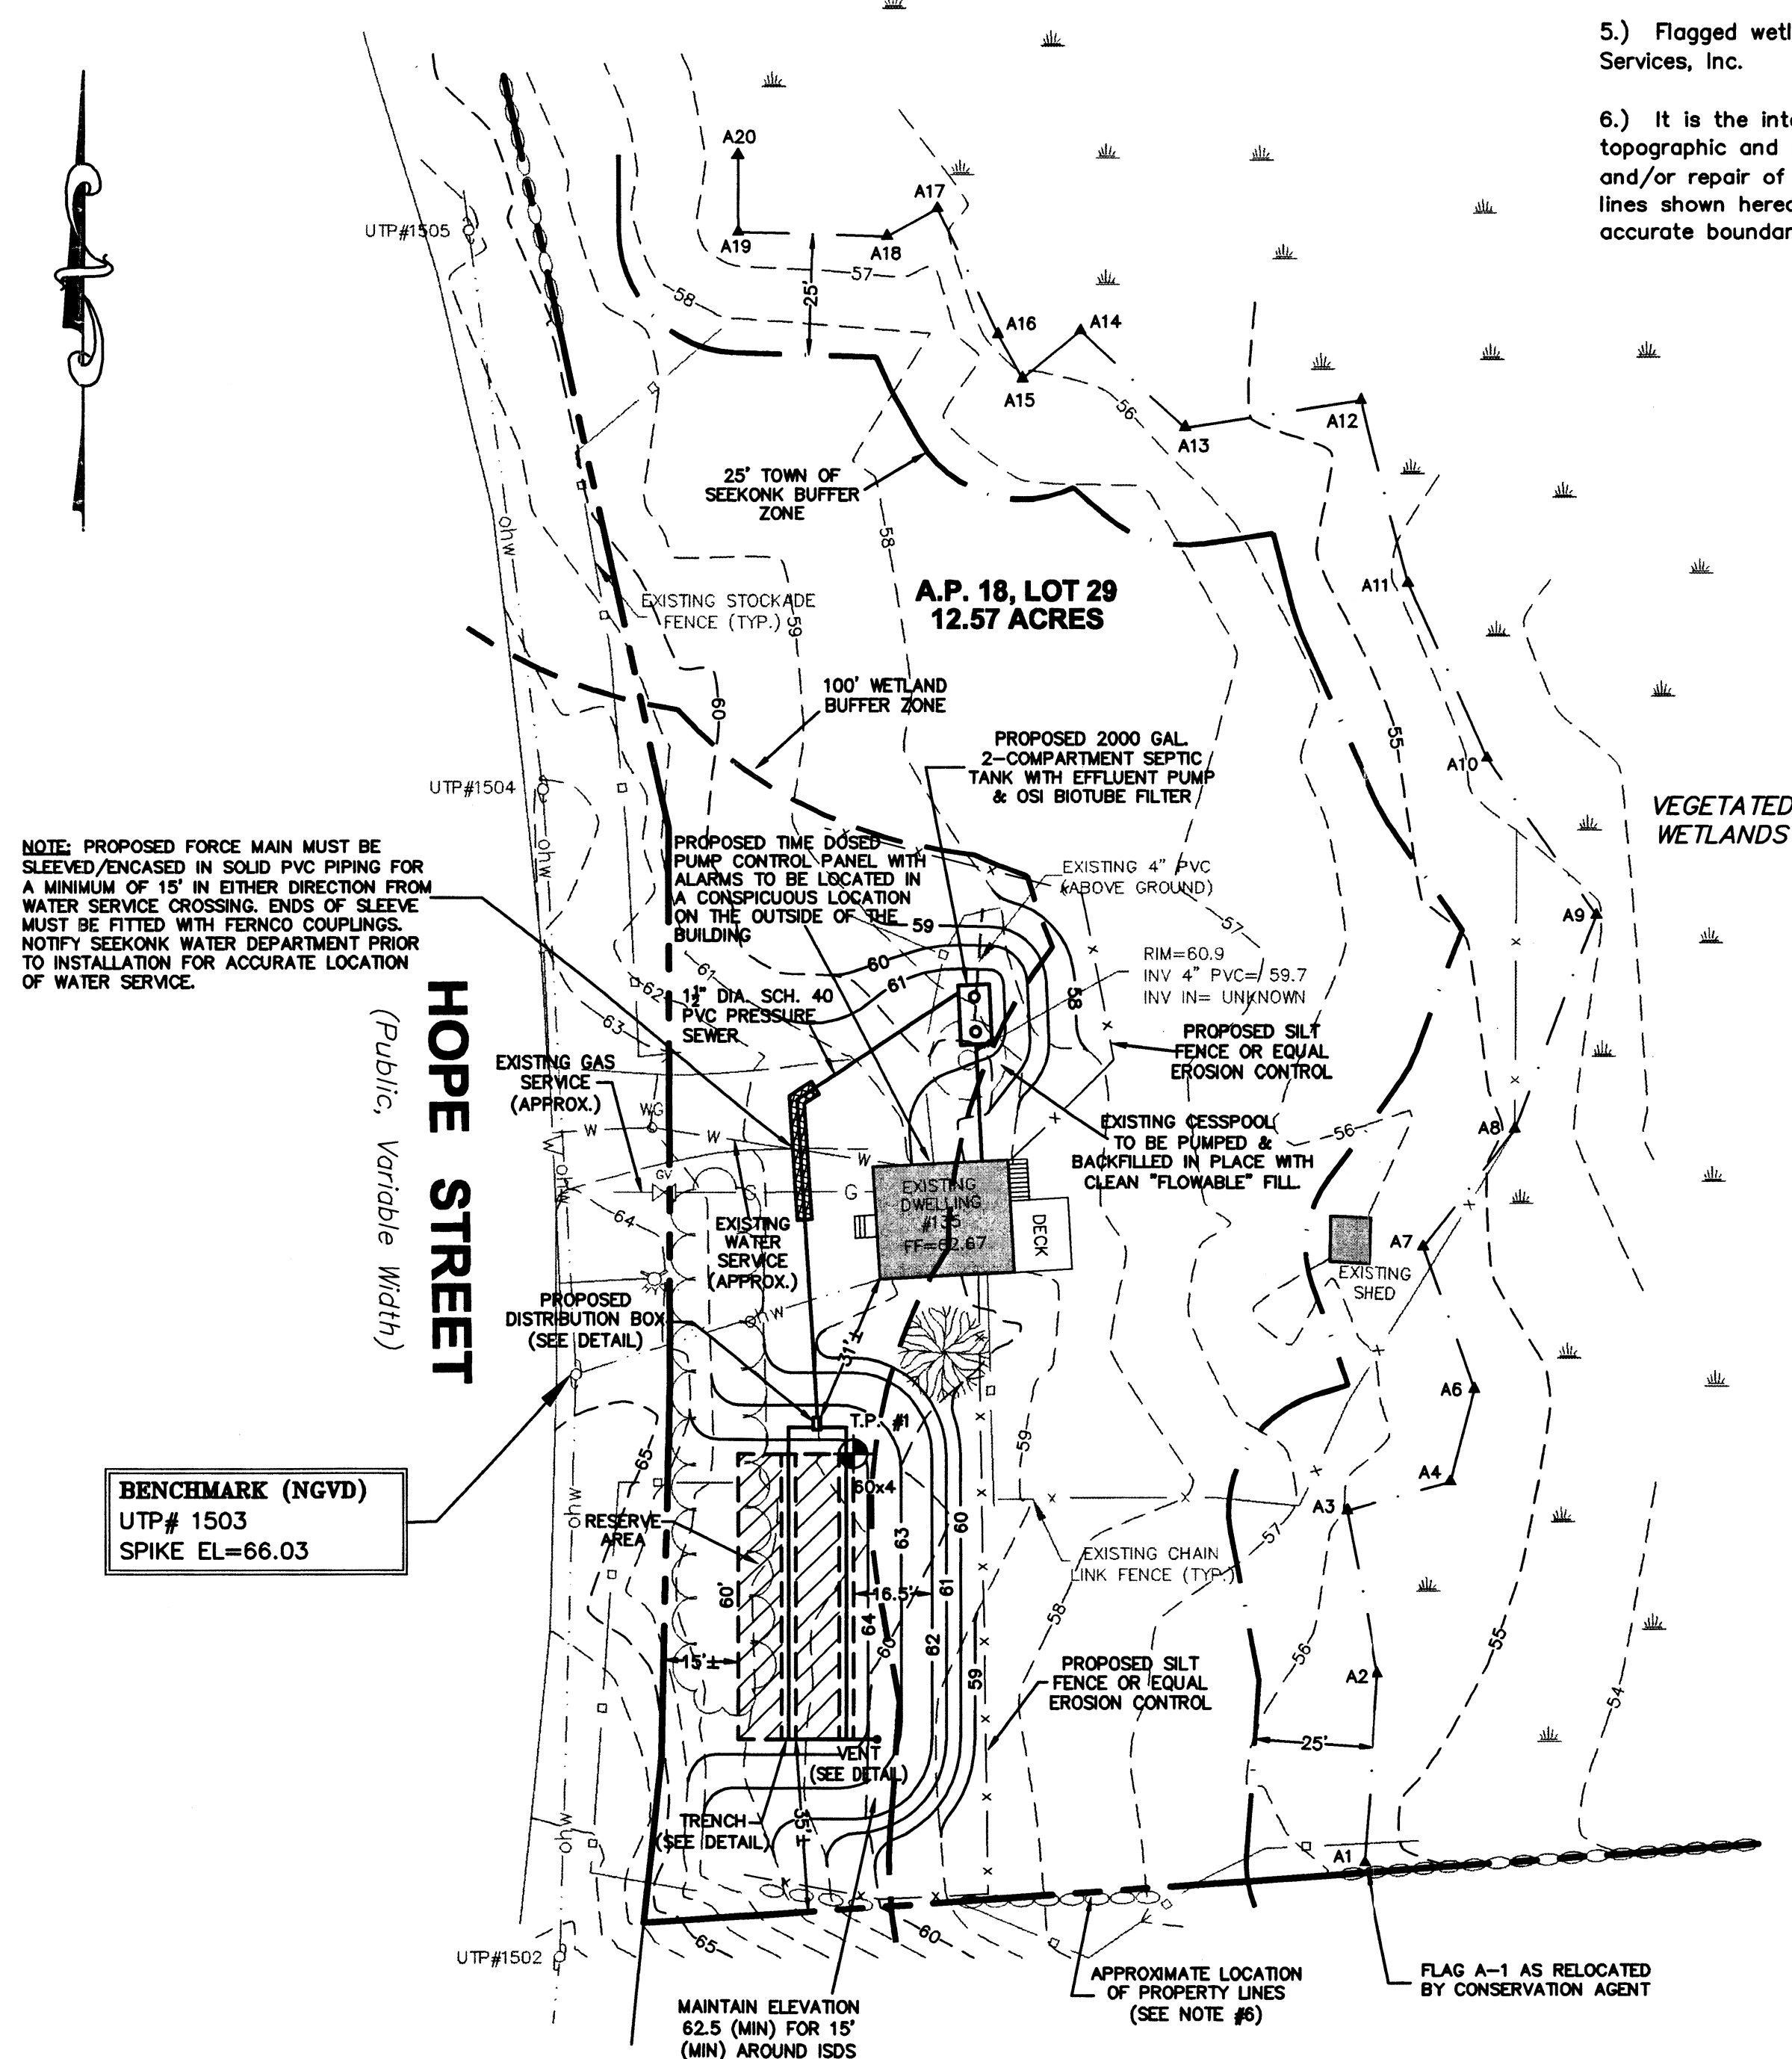 5.) Flagged wetl
Services, Inc.
6.) It is the inte
topographic and
and/or repair of
lines shown hereo
accurate boundar
A20
A17
UTP#1505
A19
A18
57
25'
58
A16
A14
A15
56
A12
A13
25' TOWN OF
SEEKONK BUFFER
ZONE
ohw
58
A11
A.P. 18, LOT 29
12.57 ACRES
EXISTING STOCKADE
FENCE (TYP.)
59
100' WETLAND
BUFFER ZONE
60
PROPOSED 2000 GAL.
2-COMPARTMENT SEPTIC
TANK WITH EFFLUENT PUMP
& OSI BIOTUBE FILTER
55
A10
UTP#1504
VEGETATED
WETLANDS
NOTE: PROPOSED FORCE MAIN MUST BE
SLEEVED/ENCASED IN SOLID PVC PIPING FOR
A MINIMUM OF 15' IN EITHER DIRECTION FROM
WATER SERVICE CROSSING. ENDS OF SLEEVE
MUST BE FITTED WITH FERNCO COUPLINGS.
NOTIFY SEEKONK WATER DEPARTMENT PRIOR
TO INSTALLATION FOR ACCURATE LOCATION
OF WATER SERVICE.
ohw
PROPOSED TIME DOSED
PUMP CONTROL PANEL WITH
ALARMS TO BE LOCATED IN
A CONSPICUOUS LOCATION
ON THE OUTSIDE OF THE
BUILDING
EXISTING 4" PVC
(ABOVE GROUND)
59
57
A9
60
61
61
62
63
58
RIM=60.9
INV 4" PVC= 59.7
INV IN= UNKNOWN
1½" DIA. SCH. 40
PVC PRESSURE
SEWER
PROPOSED SILT
FENCE OR EQUAL
EROSION CONTROL
HOPE STREET
(Public, Variable Width)
EXISTING GAS
SERVICE
(APPROX.)
WG
W
W
W
W
EXISTING CESSPOOL
TO BE PUMPED &
BACKFILLED IN PLACE WITH
CLEAN "FLOWABLE" FILL.
56
A8
ohw
GV
G
G
64
EXISTING
DWELLING
#135
FF=62.67
DECK
EXISTING
WATER
SERVICE
(APPROX.)
A7
EXISTING
SHED
PROPOSED
DISTRIBUTION BOX
(SEE DETAIL)
ohw
31'±
A6
T.P. #1
65
59
A4
BENCHMARK (NGVD)
UTP# 1503
SPIKE EL=66.03
60x4
A3
ohw
RESERVE
AREA
63
60
57
EXISTING CHAIN
LINK FENCE (TYP.)
60'
16.5'
61
64
60
62
58
56
55
15'±
59
PROPOSED SILT
FENCE OR EQUAL
EROSION CONTROL
A2
54
25'
VENT
(SEE DETAIL)
TRENCH
(SEE DETAIL)
35'±
ohw
A1
65
60
UTP#1502
APPROXIMATE LOCATION
OF PROPERTY LINES
(SEE NOTE #6)
FLAG A-1 AS RELOCATED
BY CONSERVATION AGENT
MAINTAIN ELEVATION
62.5 (MIN) FOR 15'
(MIN) AROUND ISDS